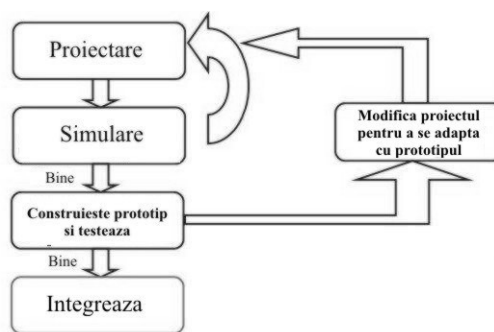 Proiectare
Simulare
Bine
Construieste prototip
si testeaza
Bine
Integreaza
Modifica proiectul
pentru a se adapta
cu prototipul